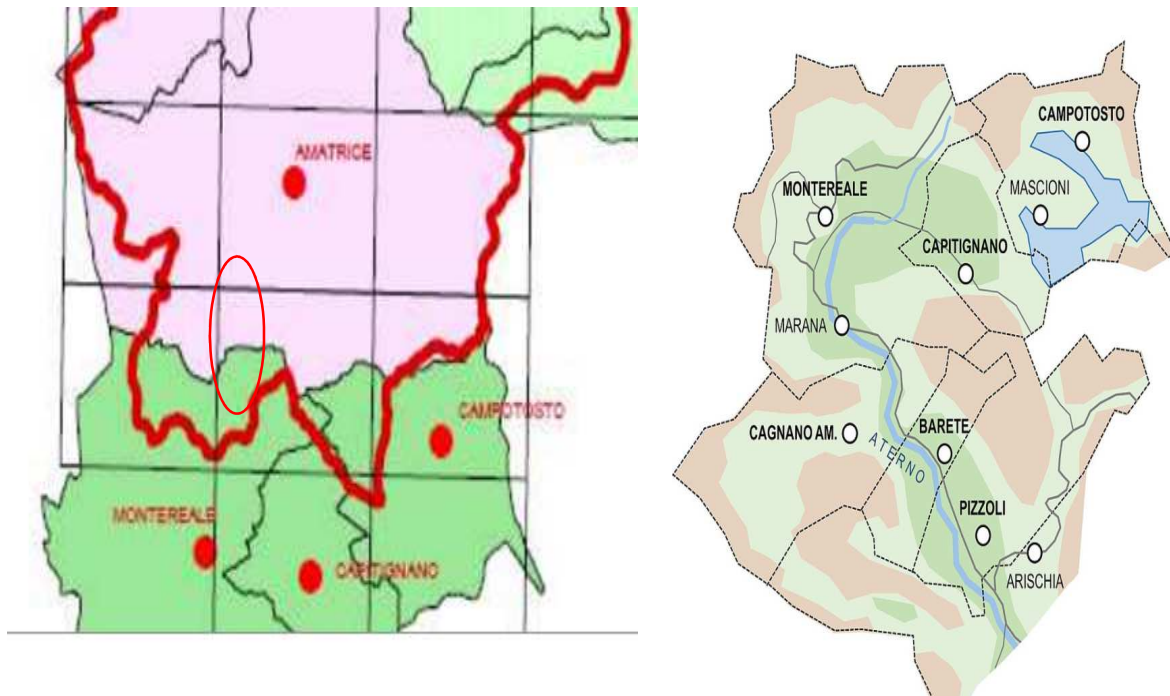 AMATRICE
CAMPOTOSTO
MONTEREALE
CAPITIGNANO
CAMPOTOSTO
MONTEREALE
MASCIONI
CAPITIGNANO
MARANA
CAGNANO AM.
BARETE
ATERNO
PIZZOLI
ARISCHIA